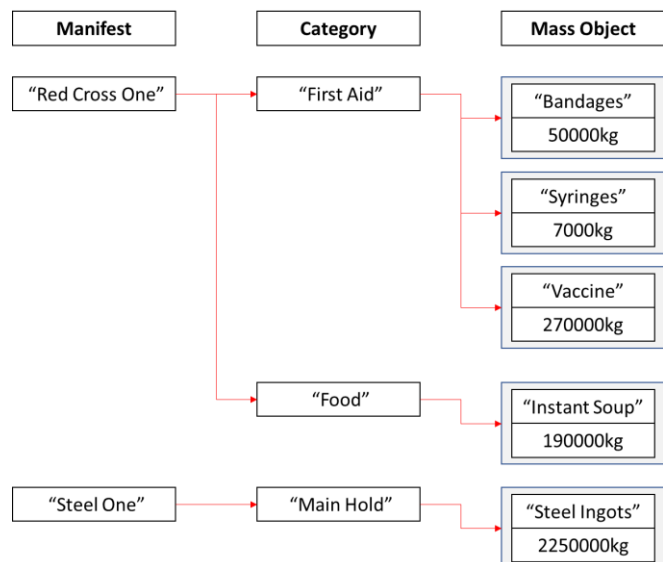 Manifest
Category
Mass Object
“Red Cross One”
“First Aid”
“Bandages”
50000kg
“Syringes”
7000kg
“Vaccine”
270000kg
“Food”
“Instant Soup”
190000kg
“Steel One”
“Main Hold”
“Steel Ingots”
2250000kg